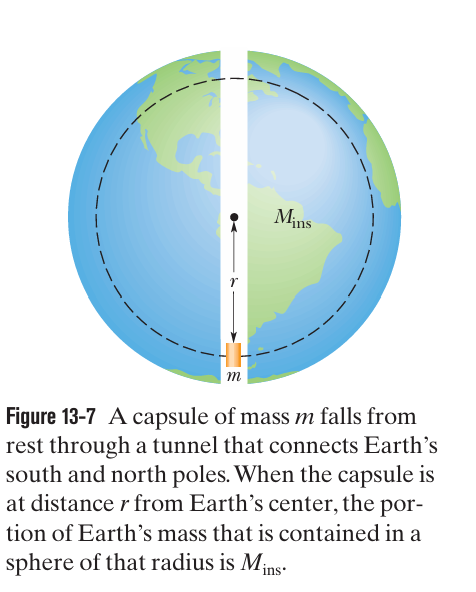 M_ins
r
m
Figure 13-7 A capsule of mass m falls from
rest through a tunnel that connects Earth’s
south and north poles. When the capsule is
at distance r from Earth’s center, the por-
tion of Earth’s mass that is contained in a
sphere of that radius is M_ins.